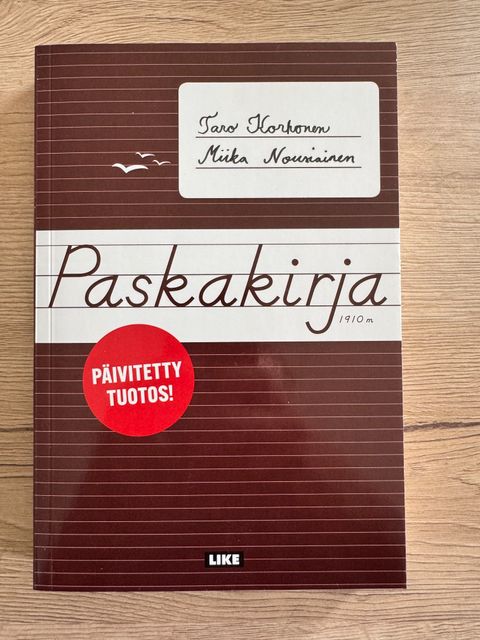 Taro Korhonen
Miika Nousiainen
Paskakirja
1910 m
PÄIVITETTY
TUOTOS!
LIKE